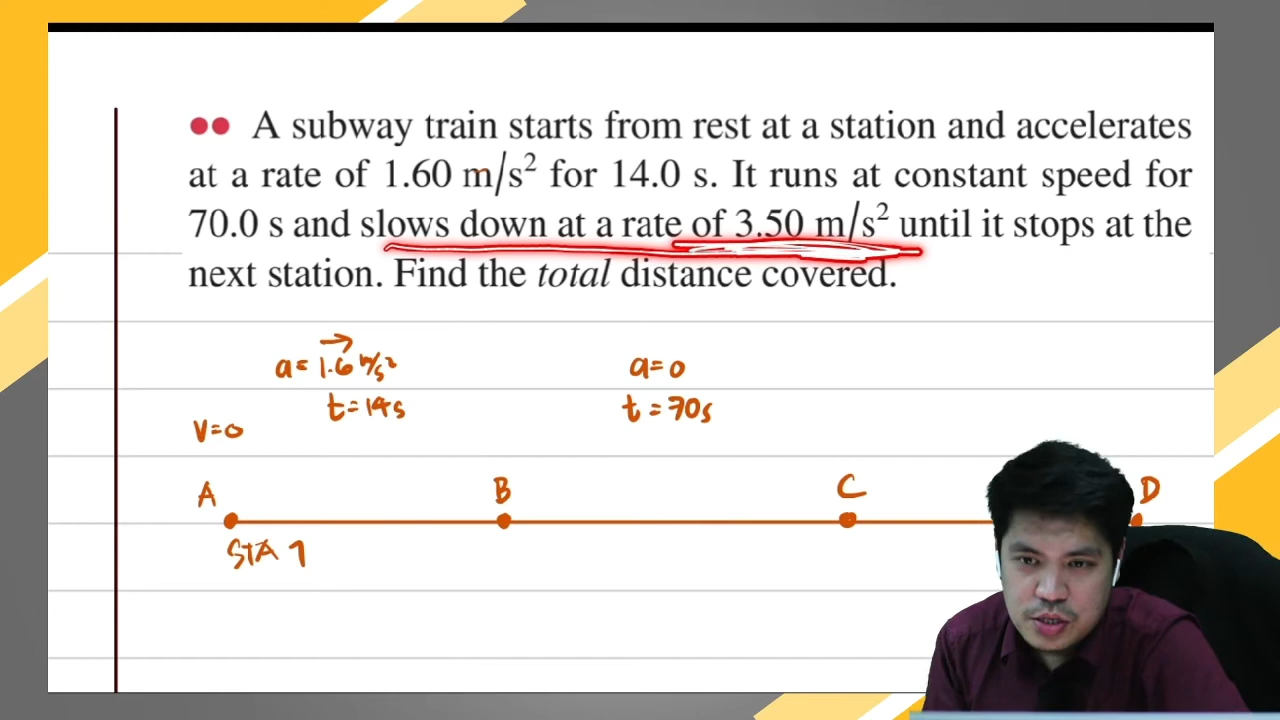 A subway train starts from rest at a station and accelerates
at a rate of 1.60 m/s² for 14.0 s. It runs at constant speed for
70.0 s and slows down at a rate of 3.50 m/s² until it stops at the
next station. Find the total distance covered.
a = 1.6 m/s²
a = 0
t = 14s
t = 70s
V = 0
A
B
C
D
STA 1